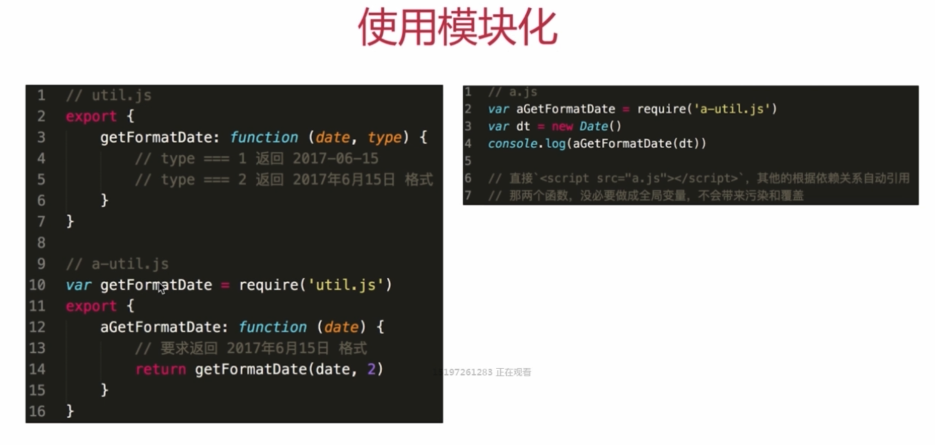 使用模块化
1 // util.js
2 export {
3 getFormatDate: function (date, type) {
4 // type === 1 返回 2017-06-15
5 // type === 2 返回 2017年6月15日 格式
6 }
7 }
8
9 // a-util.js
10 var getFormatDate = require('util.js')
11 export {
12 aGetFormatDate: function (date) {
13 // 要求返回 2017年6月15日 格式
14 return getFormatDate(date, 2)
15 }
16 }
1 // a.js
2 var aGetFormatDate = require('a-util.js')
3 var dt = new Date()
4 console.log(aGetFormatDate(dt))
5
6 // 直接`<script src="a.js"></script>`，其他的根据依赖关系自动引用
7 // 那两个函数，没必要做成全局变量，不会带来污染和覆盖
197261283 正在观看